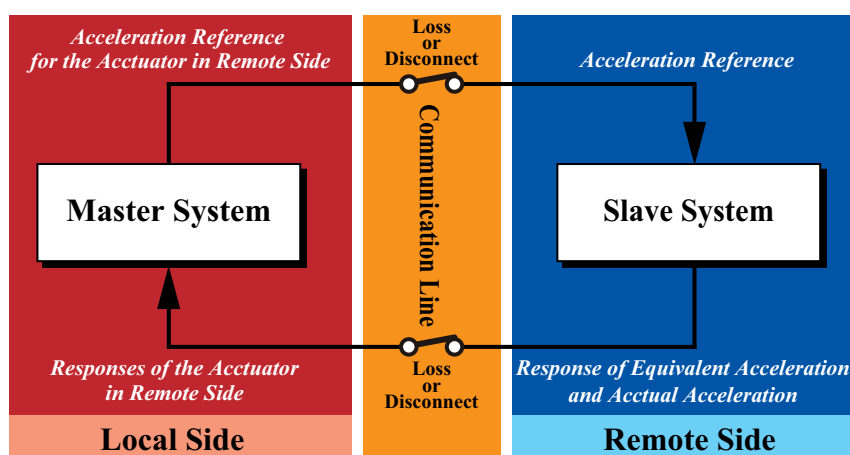 Acceleration Reference
for the Acctuator in Remote Side
Loss
or
Disconnect
Acceleration Reference
Master System
Communication Line
Slave System
Responses of the Acctuator
in Remote Side
Loss
or
Disconnect
Response of Equivalent Acceleration
and Acctual Acceleration
Local Side
Remote Side